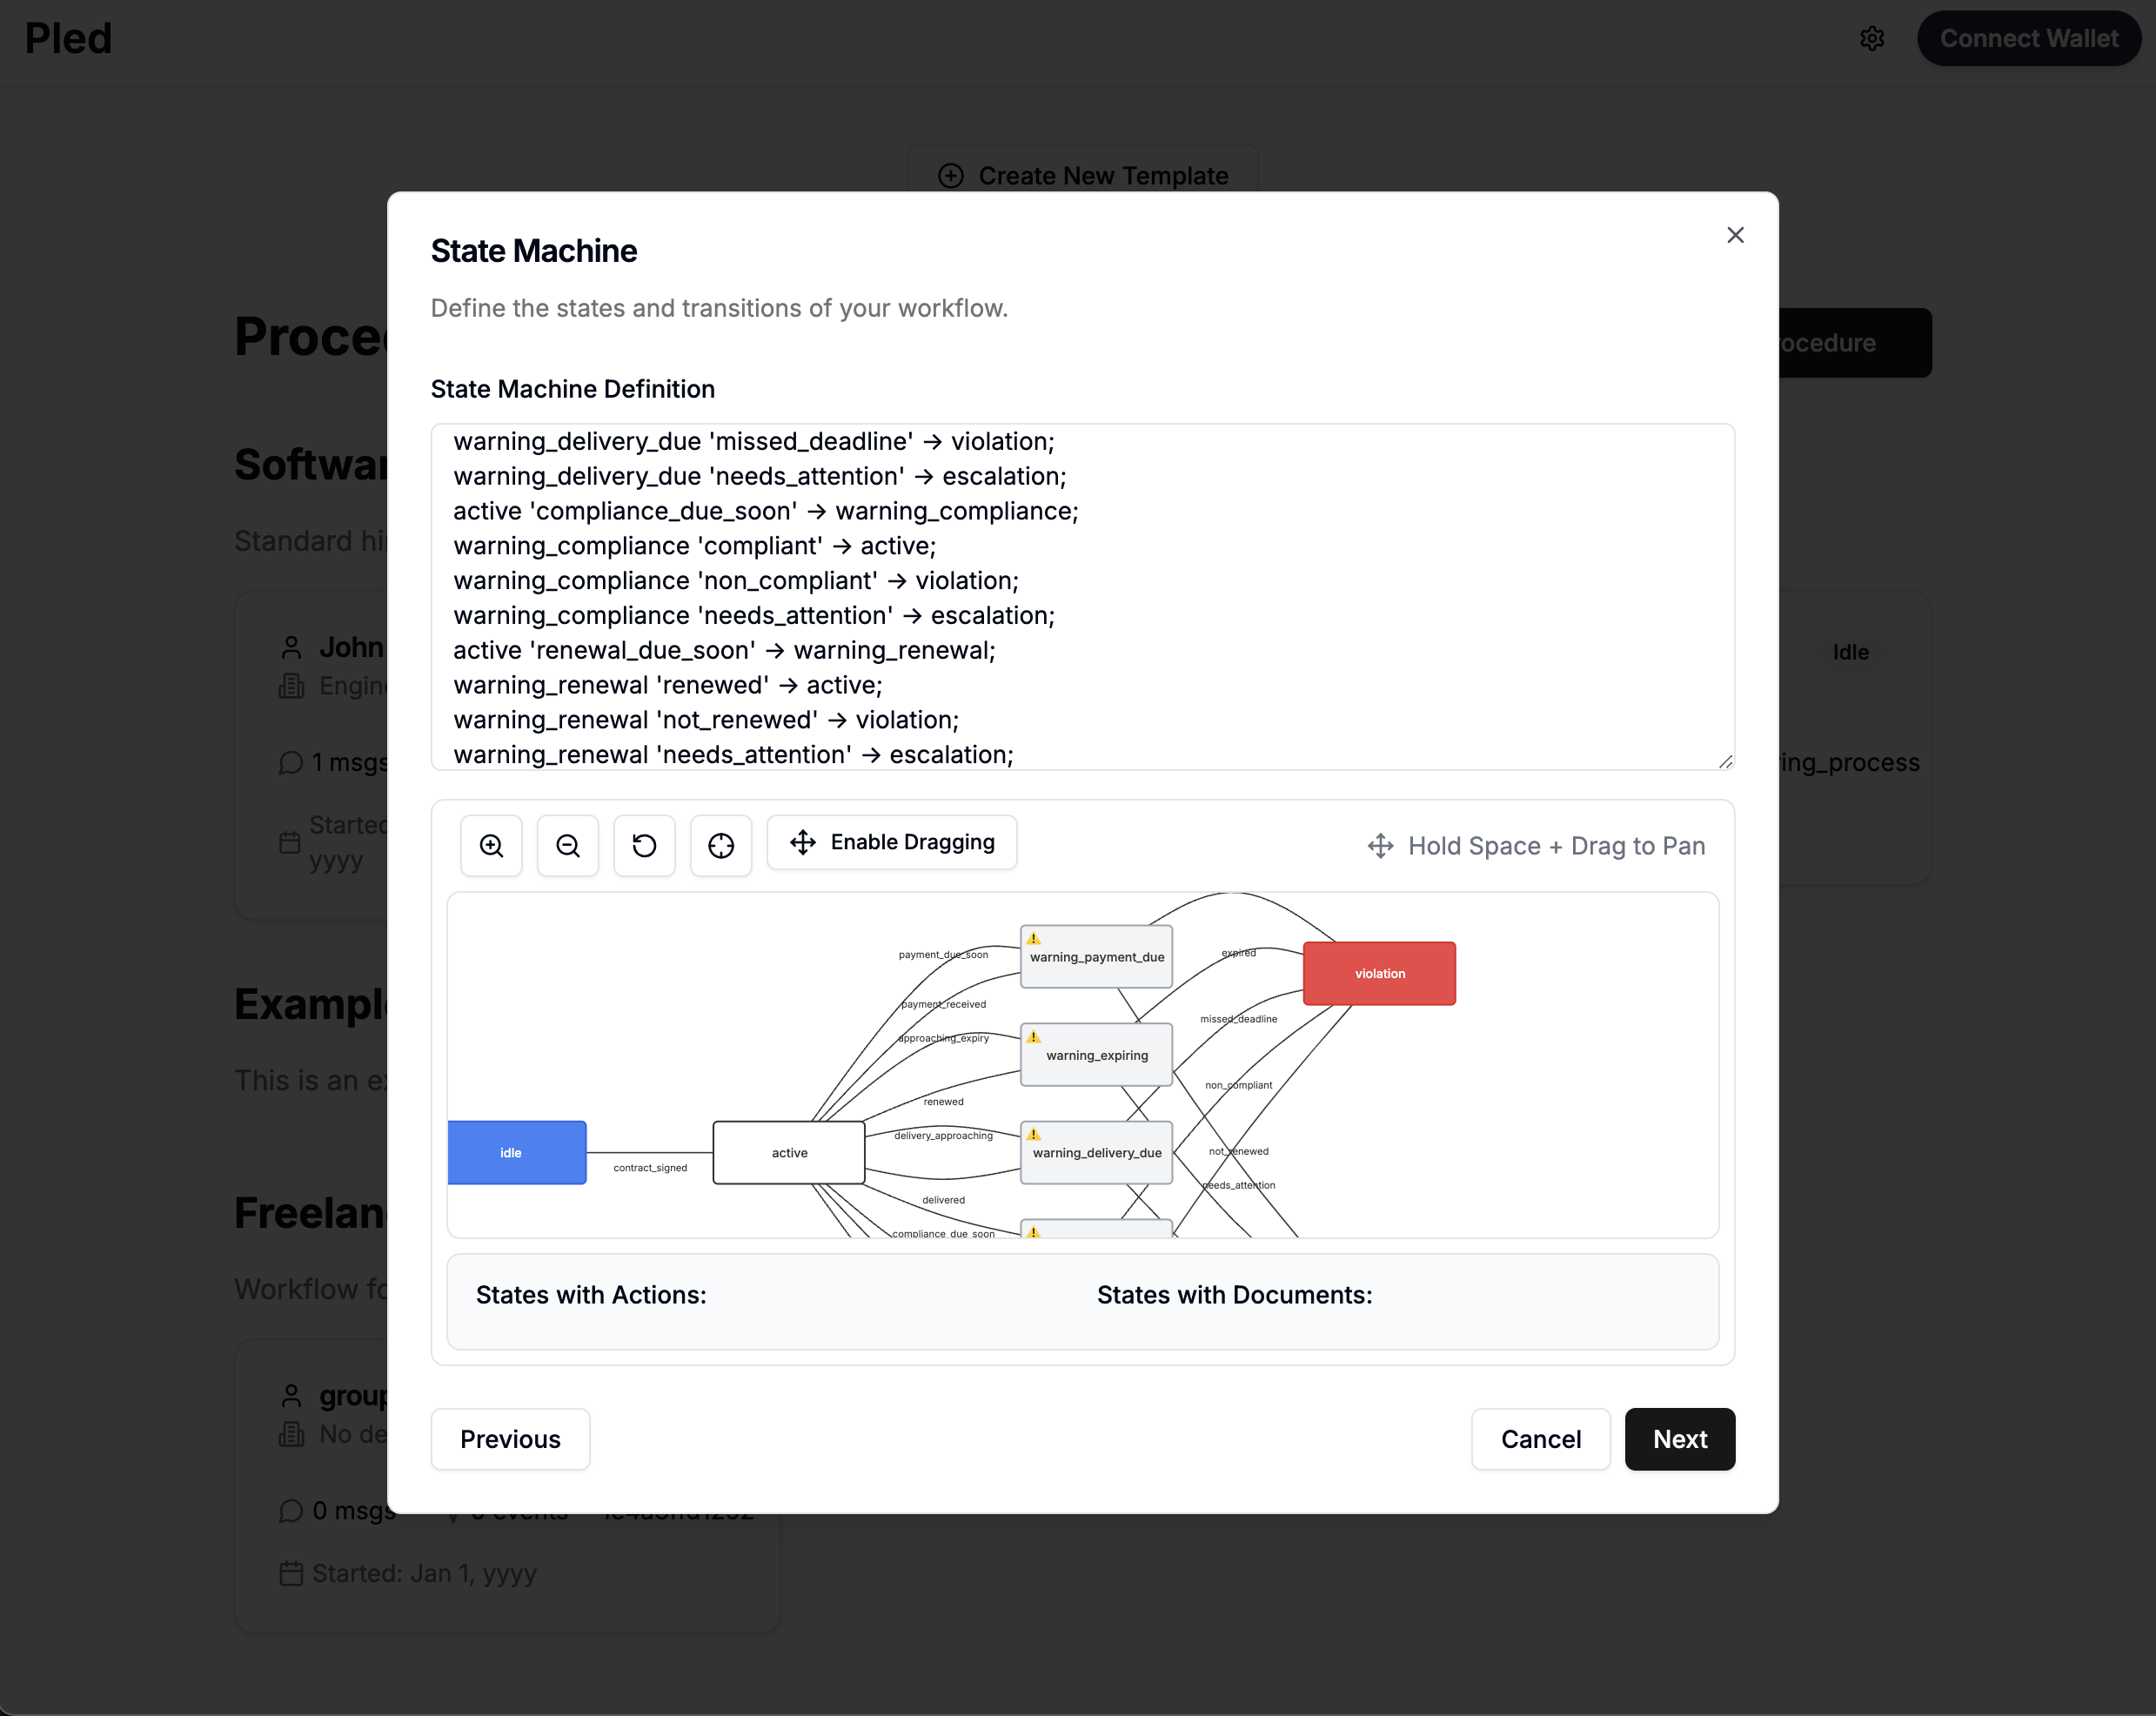 Pled
Connect Wallet
Create New Template
State Machine
Define the states and transitions of your workflow.
State Machine Definition
warning_delivery_due 'missed_deadline' -> violation;
warning_delivery_due 'needs_attention' -> escalation;
active 'compliance_due_soon' -> warning_compliance;
warning_compliance 'compliant' -> active;
warning_compliance 'non_compliant' -> violation;
warning_compliance 'needs_attention' -> escalation;
active 'renewal_due_soon' -> warning_renewal;
warning_renewal 'renewed' -> active;
warning_renewal 'not_renewed' -> violation;
warning_renewal 'needs_attention' -> escalation;
Enable Dragging
Hold Space + Drag to Pan
payment_due_soon
payment_received
approaching_expiry
renewed
delivery_approaching
delivered
compliance_due_soon
idle
contract_signed
active
warning_payment_due
warning_expiring
warning_delivery_due
expired
missed_deadline
non_compliant
not_renewed
needs_attention
violation
States with Actions:
States with Documents:
Previous
Cancel
Next
Proce
ocedure
Softwar
Standard hi
John
Engine
1 msgs
Started
yyyy
Idle
ing_process
Example
This is an ex
Freelan
Workflow fo
group
No de
0 msgs
Started: Jan 1, yyyy